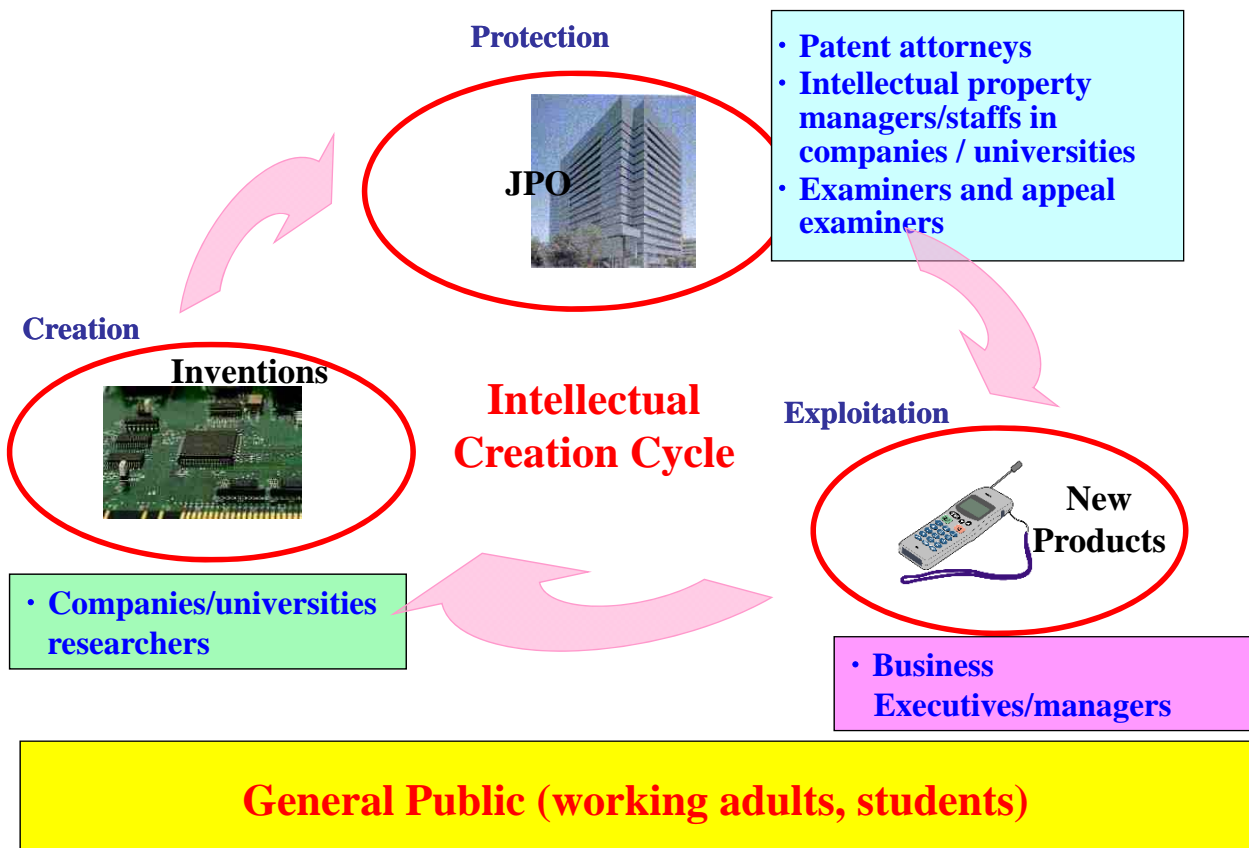 Protection
・Patent attorneys
・Intellectual property
managers/staffs in
companies / universities
・Examiners and appeal
examiners
JPO
Creation
Inventions
Intellectual
Creation Cycle
Exploitation
New
Products
・Companies/universities
researchers
・Business
Executives/managers
General Public (working adults, students)